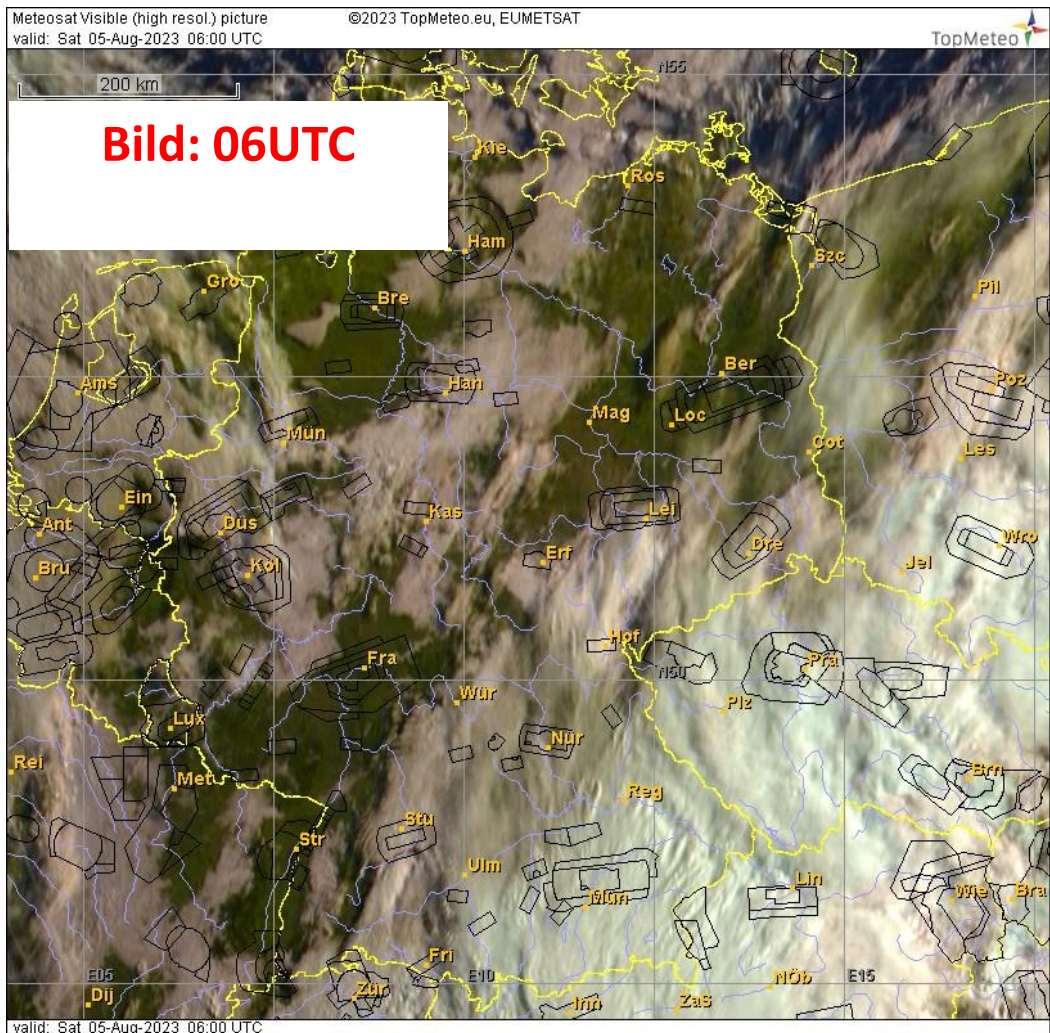 Meteosat Visible (high resol.) picture ©2023 TopMeteo.eu, EUMETSAT
valid: Sat 05-Aug-2023 06:00 UTC
TopMeteo
N55
200 km
Bild: 06UTC
Kie
Ros
Ham
Szc
Gro
Pil
Bre
Ber
Ams
Han
Poz
Mag
Loc
Mün
Cot
Les
Ein
Lei
Ant
Düs
Kas
Wro
Erf
Dre
Bru
Köl
Jel
Hof
Fra
N50
Pra
Wür
Plz
Lux
Nür
Rei
Met
Brn
Reg
Stu
Str
Ulm
Lin
Mün
Wie
Bra
Fri
E05
E10
NÖb
E15
Dij
Zür
Inn
ZaS
valid: Sat 05-Aug-2023 06:00 UTC